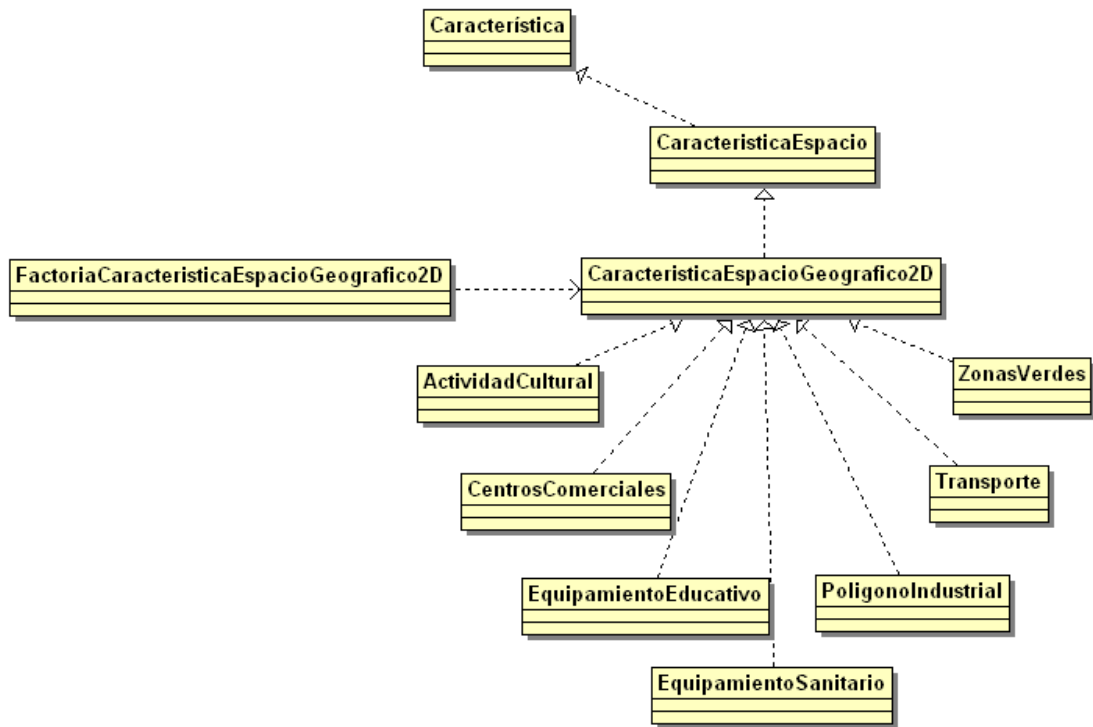 Característica
CaracteristicaEspacio
FactoriaCaracteristicaEspacioGeografico2D
CaracteristicaEspacioGeografico2D
ActividadCultural
ZonasVerdes
CentrosComerciales
Transporte
EquipamientoEducativo
PoligonoIndustrial
EquipamientoSanitario